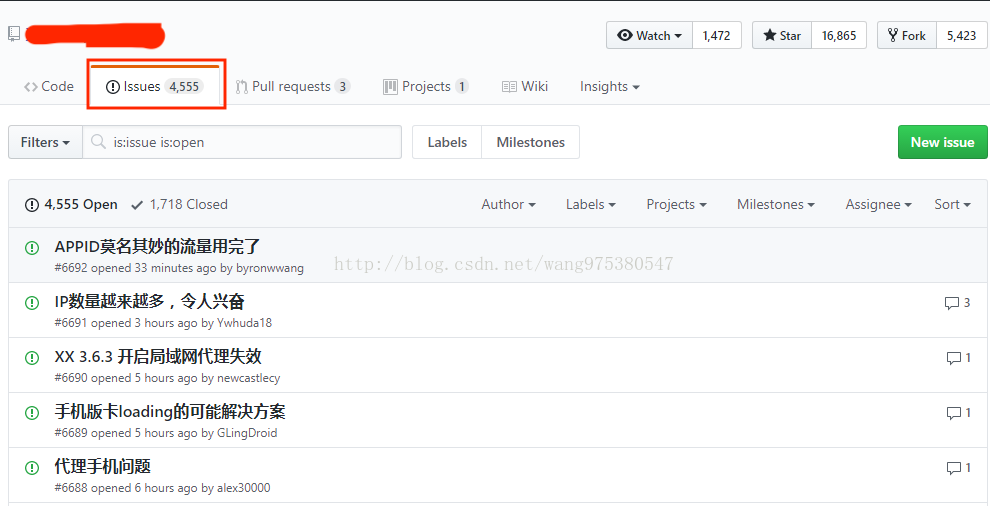 Watch 1,472 Star 16,865 Fork 5,423
Code Issues 4,555 Pull requests 3 Projects 1 Wiki Insights
Filters is:issue is:open Labels Milestones New issue
4,555 Open 1,718 Closed Author Labels Projects Milestones Assignee Sort
APPID莫名其妙的流量用完了
#6692 opened 33 minutes ago by byronwwang
http://blog.csdn.net/wang975380547
IP数量越来越多，令人兴奋 3
#6691 opened 3 hours ago by Ywhuda18
XX 3.6.3 开启局域网代理失效 1
#6690 opened 5 hours ago by newcastlecy
手机版卡loading的可能解决方案 1
#6689 opened 5 hours ago by GLingDroid
代理手机问题 1
#6688 opened 6 hours ago by alex30000